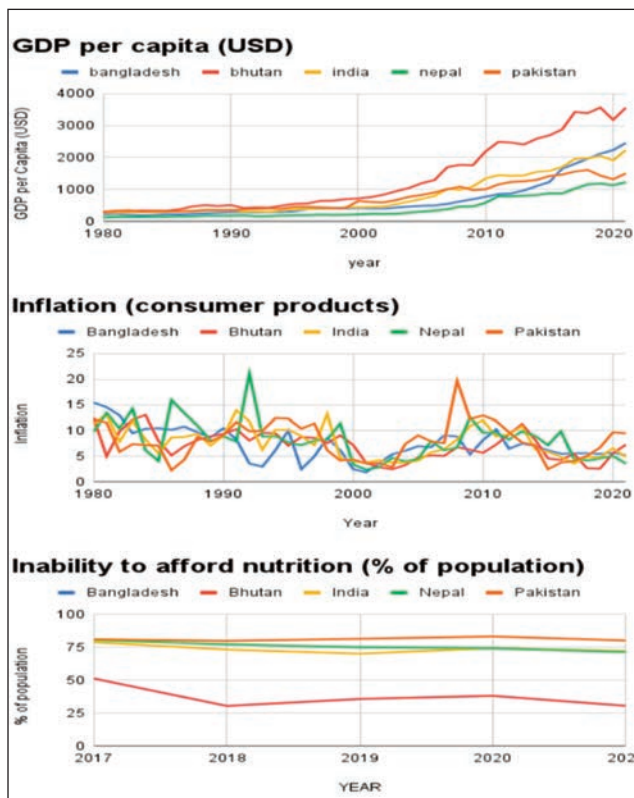 GDP per capita (USD)
bangladesh bhutan india nepal pakistan
GDP per Capita (USD)
4000
3000
2000
1000
0
1980 1990 2000 2010 2020
year
Inflation (consumer products)
Bangladesh Bhutan India Nepal Pakistan
Inflation
25
20
15
10
5
0
1980 1990 2000 2010 2020
Year
Inability to afford nutrition (% of population)
Bangladesh Bhutan India Nepal Pakistan
% of population
100
75
50
25
0
2017 2018 2019 2020 202
YEAR